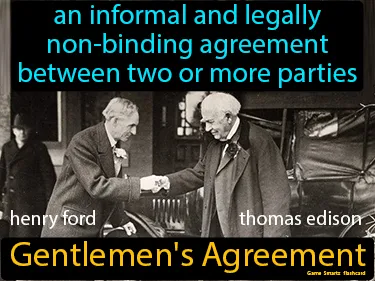 an informal and legally
non-binding agreement
between two or more parties
henry ford
thomas edison
Gentlemen's Agreement
Game Smartz flashcard